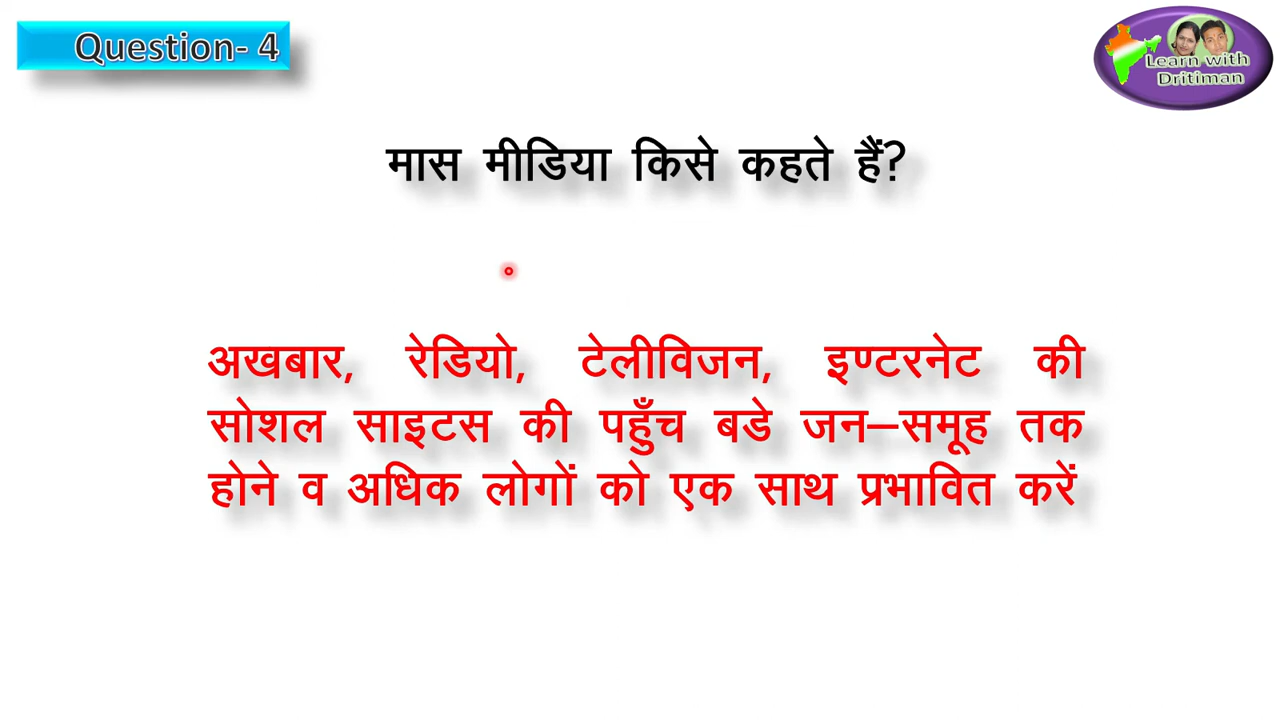 Question- 4
Learn with
Dritiman
मास मीडिया किसे कहते हैं?
अखबार, रेडियो, टेलीविजन, इण्टरनेट की
सोशल साइटस की पहुँच बडे जन–समूह तक
होने व अधिक लोगों को एक साथ प्रभावित करें